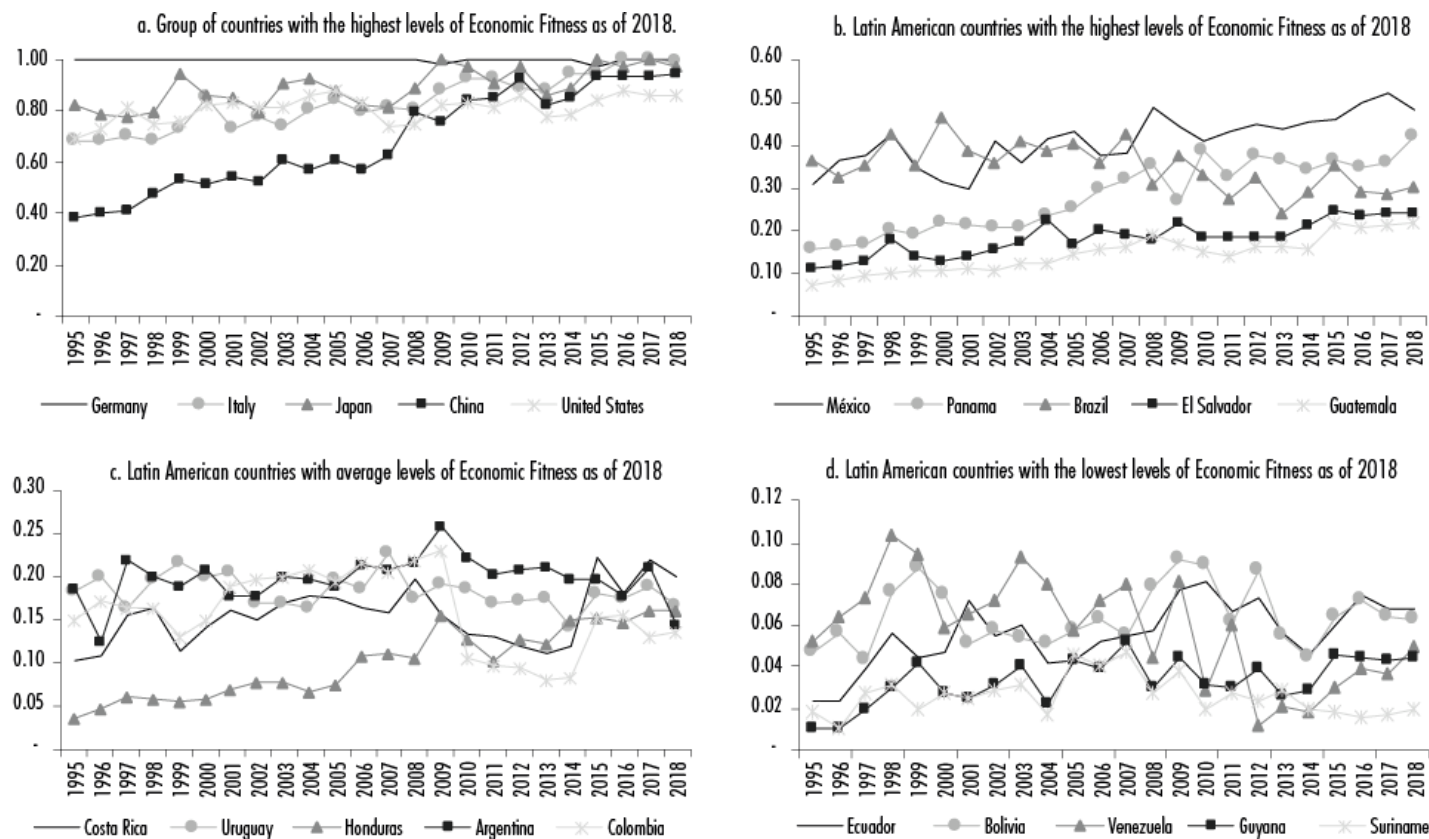 a. Group of countries with the highest levels of Economic Fitness as of 2018.
1.00
0.80
0.60
0.40
0.20
-
1995 1996 1997 1998 1999 2000 2001 2002 2003 2004 2005 2006 2007 2008 2009 2010 2011 2012 2013 2014 2015 2016 2017 2018
Germany Italy Japan China United States
b. Latin American countries with the highest levels of Economic Fitness as of 2018
0.60
0.50
0.40
0.30
0.20
0.10
-
1995 1996 1997 1998 1999 2000 2001 2002 2003 2004 2005 2006 2007 2008 2009 2010 2011 2012 2013 2014 2015 2016 2017 2018
México Panama Brazil El Salvador Guatemala
c. Latin American countries with average levels of Economic Fitness as of 2018
0.30
0.25
0.20
0.15
0.10
0.05
-
1995 1996 1997 1998 1999 2000 2001 2002 2003 2004 2005 2006 2007 2008 2009 2010 2011 2012 2013 2014 2015 2016 2017 2018
Costa Rica Uruguay Honduras Argentina Colombia
d. Latin American countries with the lowest levels of Economic Fitness as of 2018
0.12
0.10
0.08
0.06
0.04
0.02
-
1995 1996 1997 1998 1999 2000 2001 2002 2003 2004 2005 2006 2007 2008 2009 2010 2011 2012 2013 2014 2015 2016 2017 2018
Ecuador Bolivia Venezuela Guyana Suriname